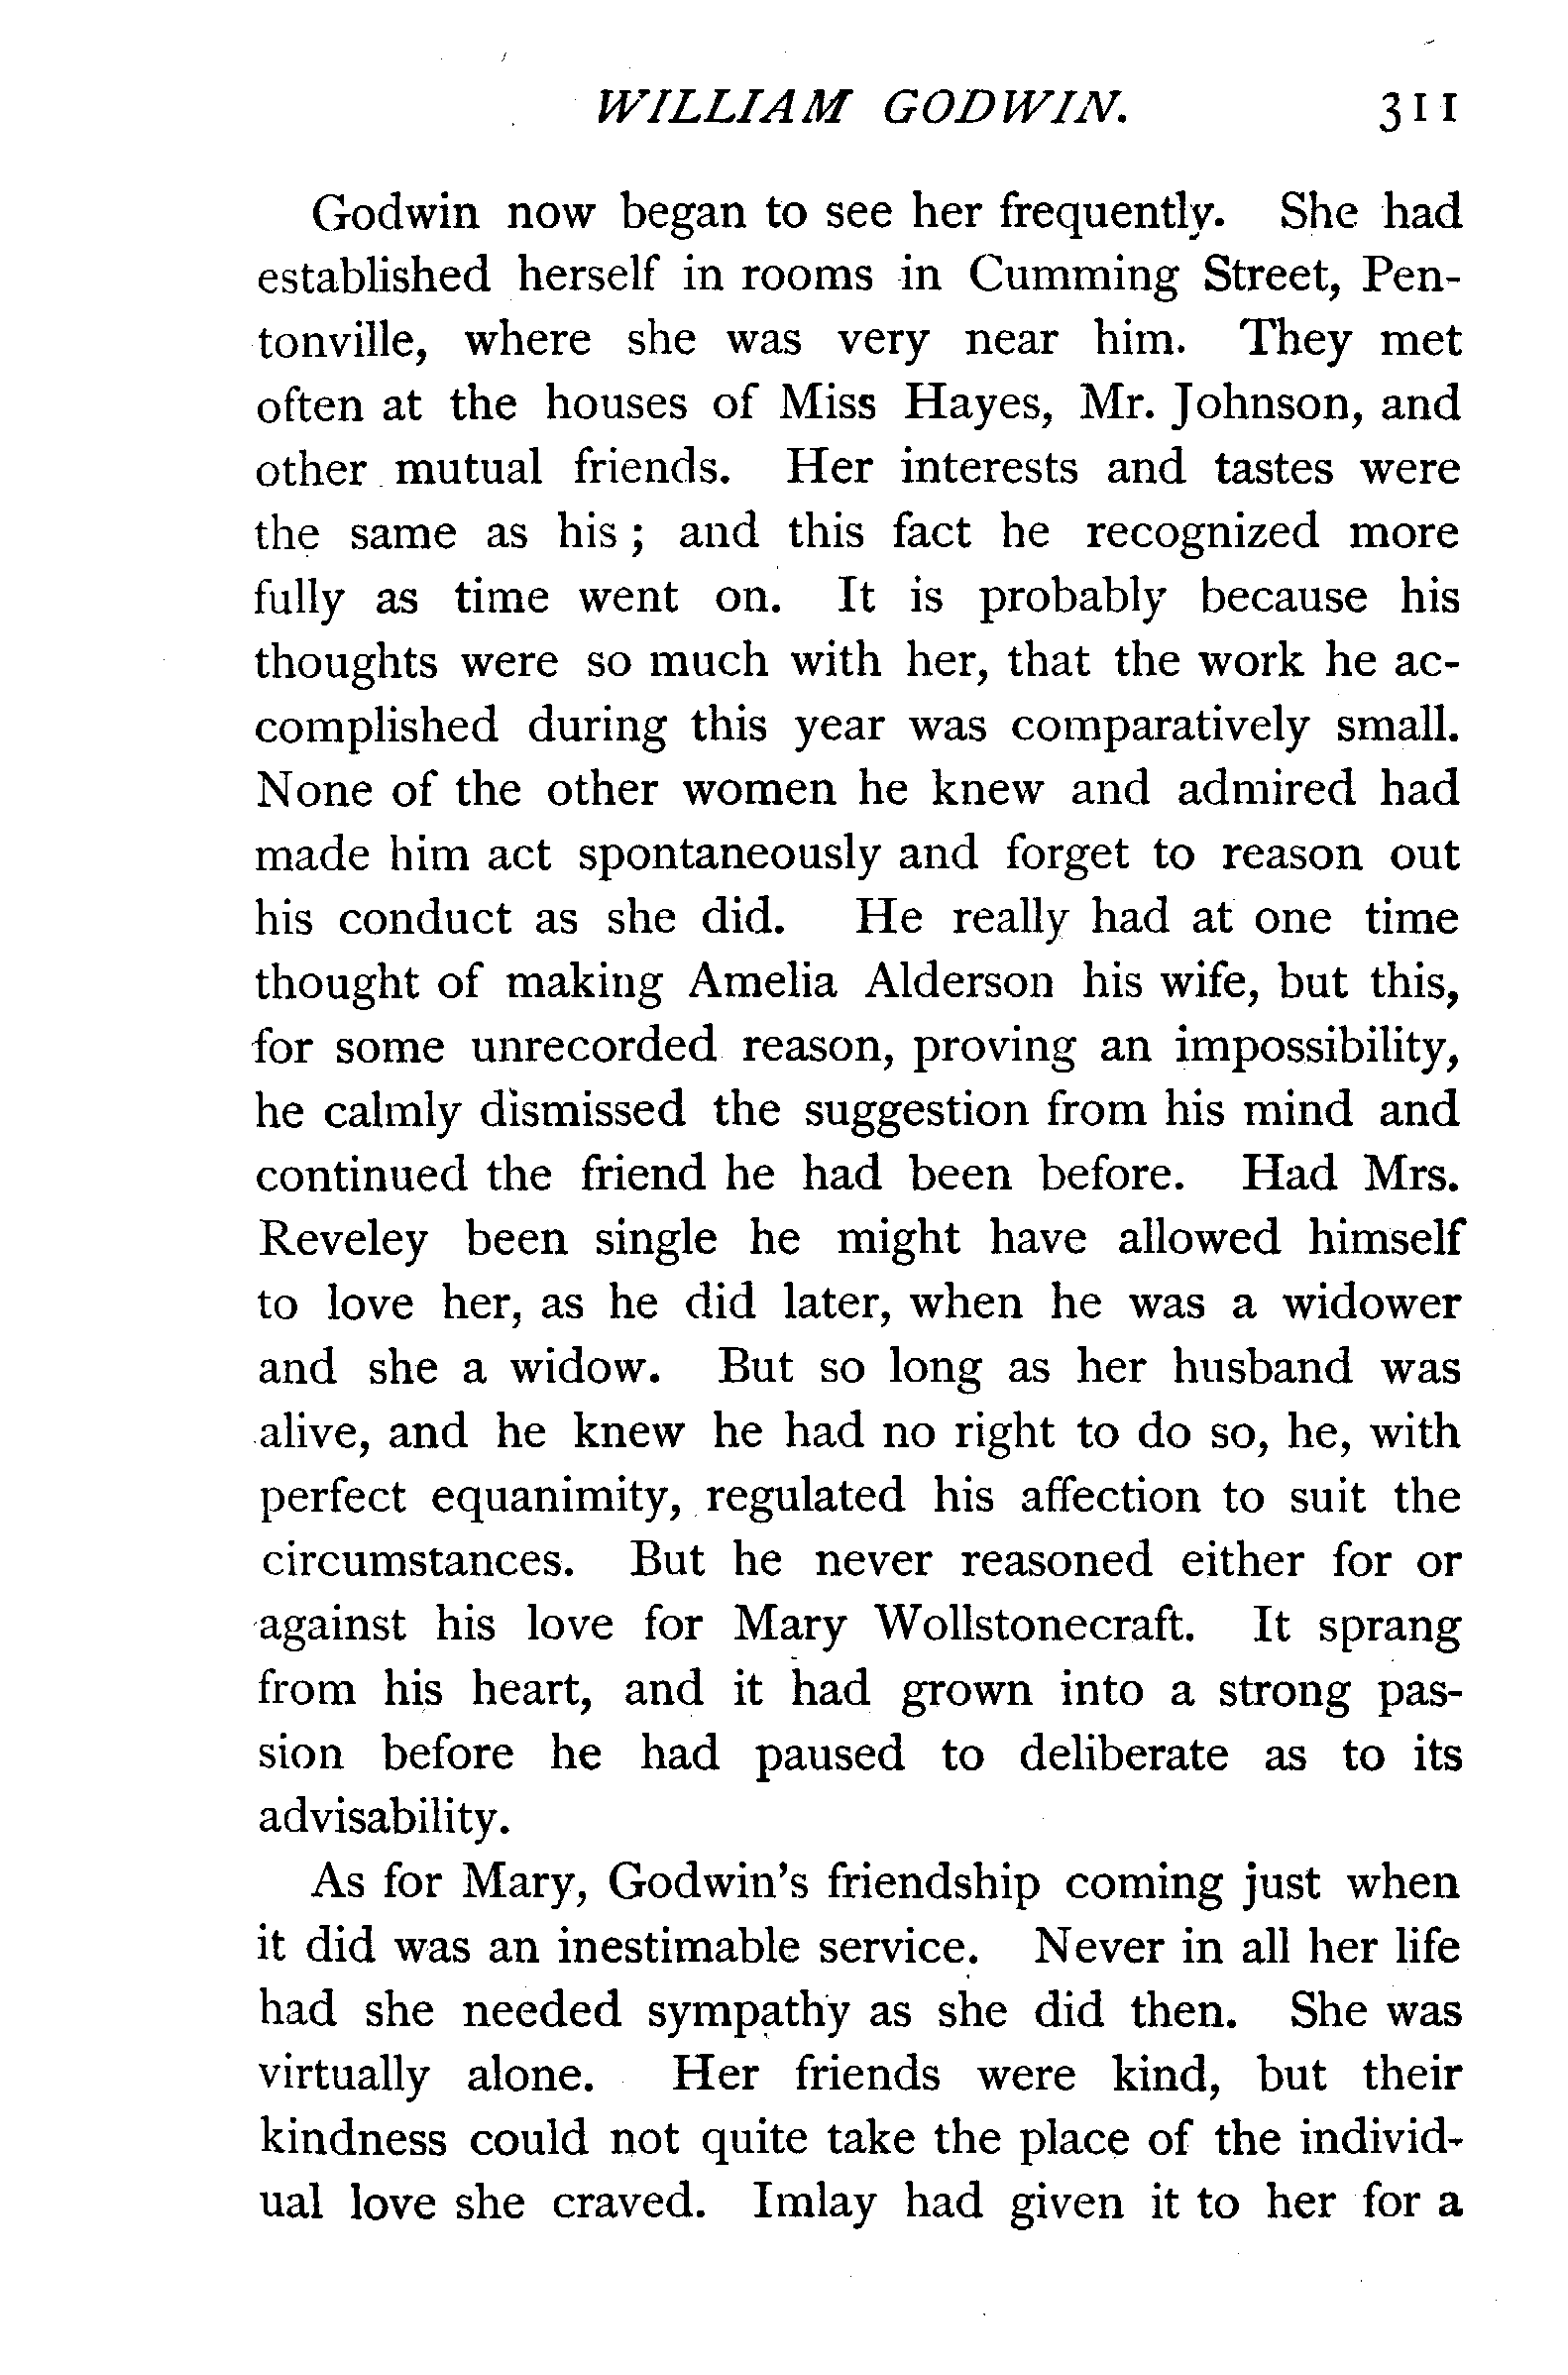 WILLIAM GODWIN. 311
Godwin now began to see her frequently. She had
established herself in rooms in Cumming Street, Pen-
tonville, where she was very near him. They met
often at the houses of Miss Hayes, Mr. Johnson, and
other mutual friends. Her interests and tastes were
the same as his ; and this fact he recognized more
fully as time went on. It is probably because his
thoughts were so much with her, that the work he ac-
complished during this year was comparatively small.
None of the other women he knew and admired had
made him act spontaneously and forget to reason out
his conduct as she did. He really had at one time
thought of making Amelia Alderson his wife, but this,
for some unrecorded reason, proving an impossibility,
he calmly dismissed the suggestion from his mind and
continued the friend he had been before. Had Mrs.
Reveley been single he might have allowed himself
to love her, as he did later, when he was a widower
and she a widow. But so long as her husband was
alive, and he knew he had no right to do so, he, with
perfect equanimity, regulated his affection to suit the
circumstances. But he never reasoned either for or
against his love for Mary Wollstonecraft. It sprang
from his heart, and it had grown into a strong pas-
sion before he had paused to deliberate as to its
advisability.
As for Mary, Godwin's friendship coming just when
it did was an inestimable service. Never in all her life
had she needed sympathy as she did then. She was
virtually alone. Her friends were kind, but their
kindness could not quite take the place of the individ-
ual love she craved. Imlay had given it to her for a